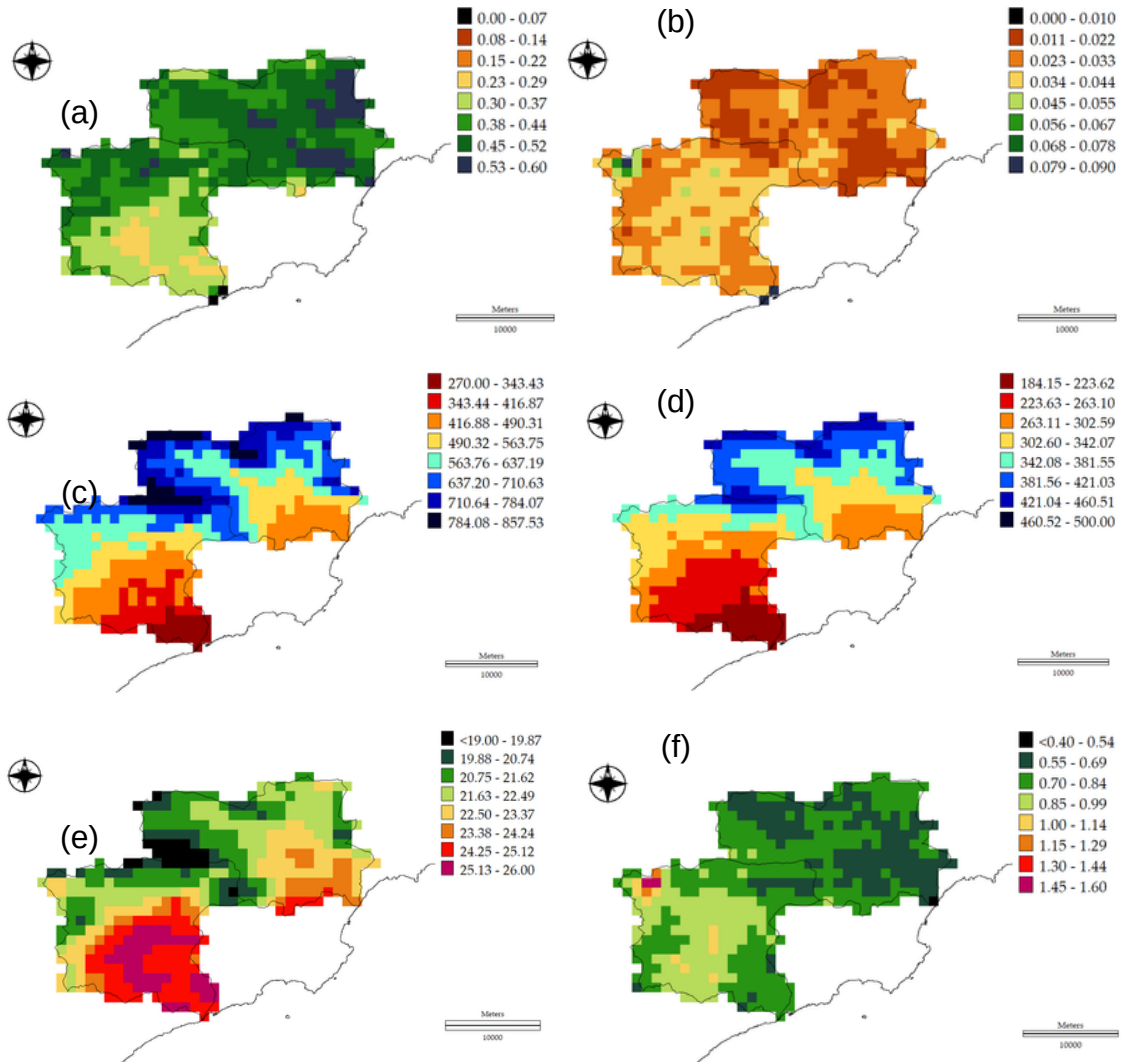 (a)
0.00 - 0.07
0.08 - 0.14
0.15 - 0.22
0.23 - 0.29
0.30 - 0.37
0.38 - 0.44
0.45 - 0.52
0.53 - 0.60
Meters
10000
(b)
0.000 - 0.010
0.011 - 0.022
0.023 - 0.033
0.034 - 0.044
0.045 - 0.055
0.056 - 0.067
0.068 - 0.078
0.079 - 0.090
Meters
10000
(c)
270.00 - 343.43
343.44 - 416.87
416.88 - 490.31
490.32 - 563.75
563.76 - 637.19
637.20 - 710.63
710.64 - 784.07
784.08 - 857.53
Meters
10000
(d)
184.15 - 223.62
223.63 - 263.10
263.11 - 302.59
302.60 - 342.07
342.08 - 381.55
381.56 - 421.03
421.04 - 460.51
460.52 - 500.00
Meters
10000
(e)
<19.00 - 19.87
19.88 - 20.74
20.75 - 21.62
21.63 - 22.49
22.50 - 23.37
23.38 - 24.24
24.25 - 25.12
25.13 - 26.00
Meters
10000
(f)
<0.40 - 0.54
0.55 - 0.69
0.70 - 0.84
0.85 - 0.99
1.00 - 1.14
1.15 - 1.29
1.30 - 1.44
1.45 - 1.60
Meters
10000